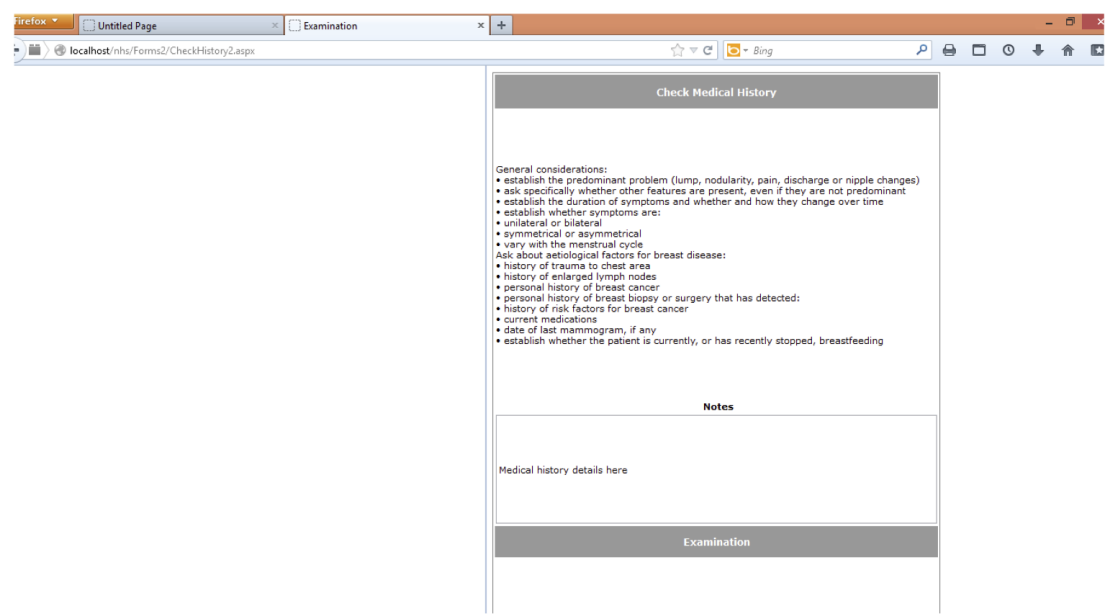 Firefox
Untitled Page
Examination
localhost/nhs/Forms2/CheckHistory2.aspx
Bing
Check Medical History
General considerations:
• establish the predominant problem (lump, nodularity, pain, discharge or nipple changes)
• ask specifically whether other features are present, even if they are not predominant
• establish the duration of symptoms and whether and how they change over time
• establish whether symptoms are:
• unilateral or bilateral
• symmetrical or asymmetrical
• vary with the menstrual cycle
Ask about aetiological factors for breast disease:
• history of trauma to chest area
• history of enlarged lymph nodes
• personal history of breast cancer
• personal history of breast biopsy or surgery that has detected:
• history of risk factors for breast cancer
• current medications
• date of last mammogram, if any
• establish whether the patient is currently, or has recently stopped, breastfeeding
Notes
Medical history details here
Examination